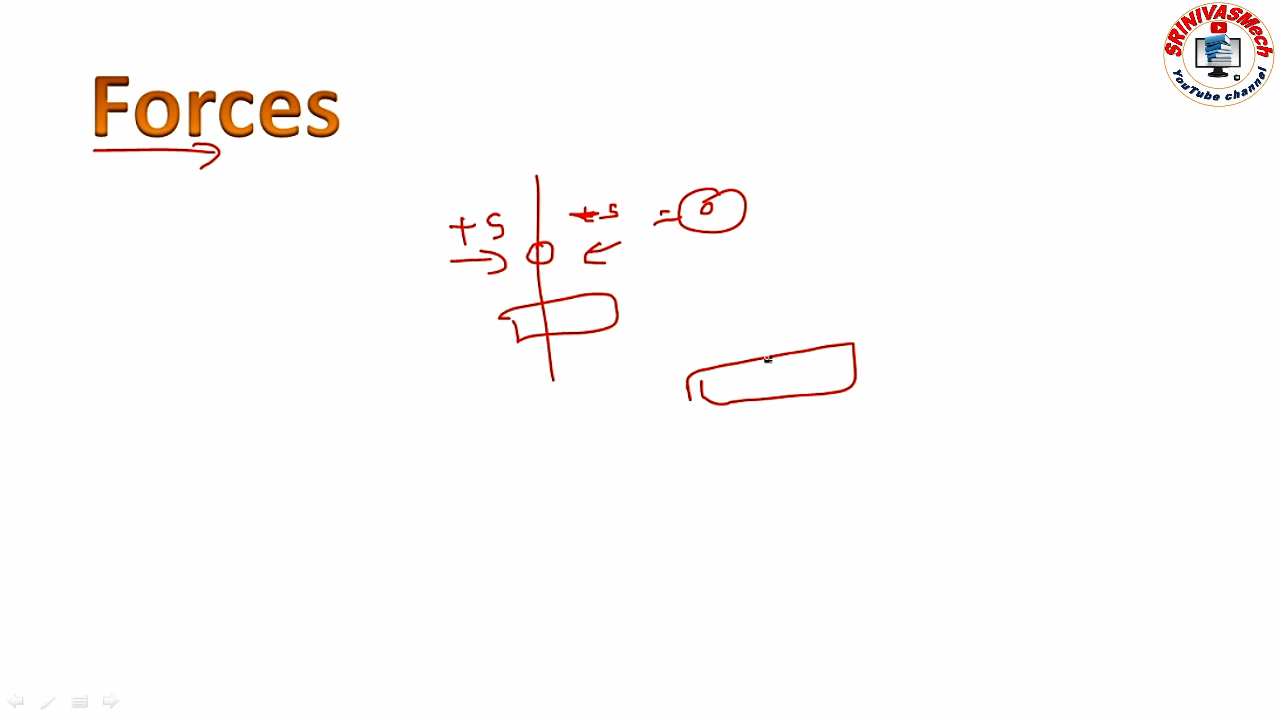 SRINIVASMech
YouTube channel
Forces
+5 +5 = 0